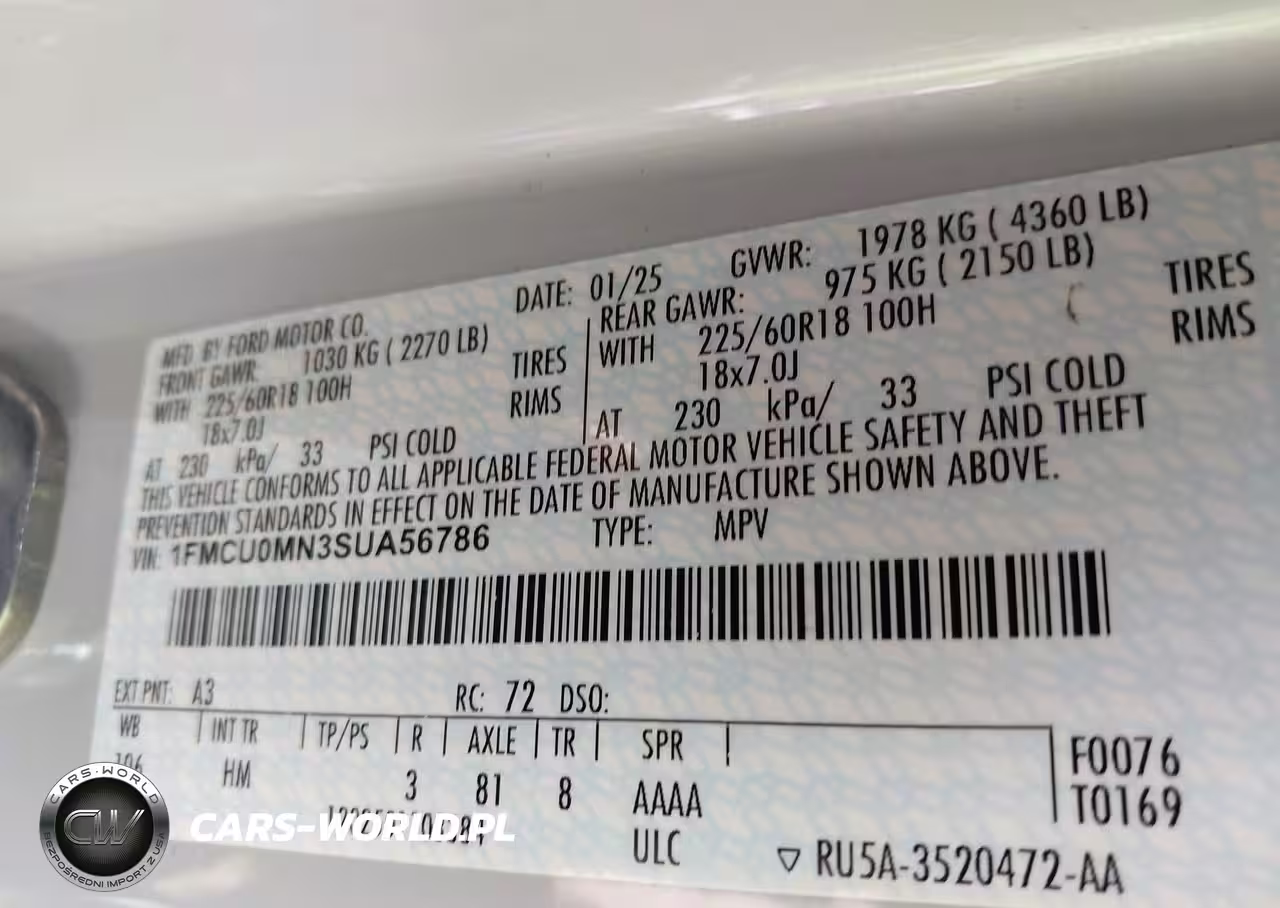 MFD. BY FORD MOTOR CO.
DATE: 01/25
GVWR: 1978 KG ( 4360 LB)
FRONT GAWR: 1030 KG ( 2270 LB)
WITH 225/60R18 100H TIRES
18x7.0J RIMS
AT 230 kPa/ 33 PSI COLD
REAR GAWR: 975 KG ( 2150 LB)
WITH 225/60R18 100H TIRES
18x7.0J RIMS
AT 230 kPa/ 33 PSI COLD
THIS VEHICLE CONFORMS TO ALL APPLICABLE FEDERAL MOTOR VEHICLE SAFETY AND THEFT
PREVENTION STANDARDS IN EFFECT ON THE DATE OF MANUFACTURE SHOWN ABOVE.
VIN: 1FMCU0MN3SUA56786 TYPE: MPV
EXT PNT: A3 RC: 72 DSO:
WB INT TR TP/PS R AXLE TR SPR
106 HM 3 81 8 AAAA
ULC
F0076
T0169
RU5A-3520472-AA
CARS-WORLD
CW
BEZPOŚREDNI IMPORT Z USA
CARS-WORLD.PL